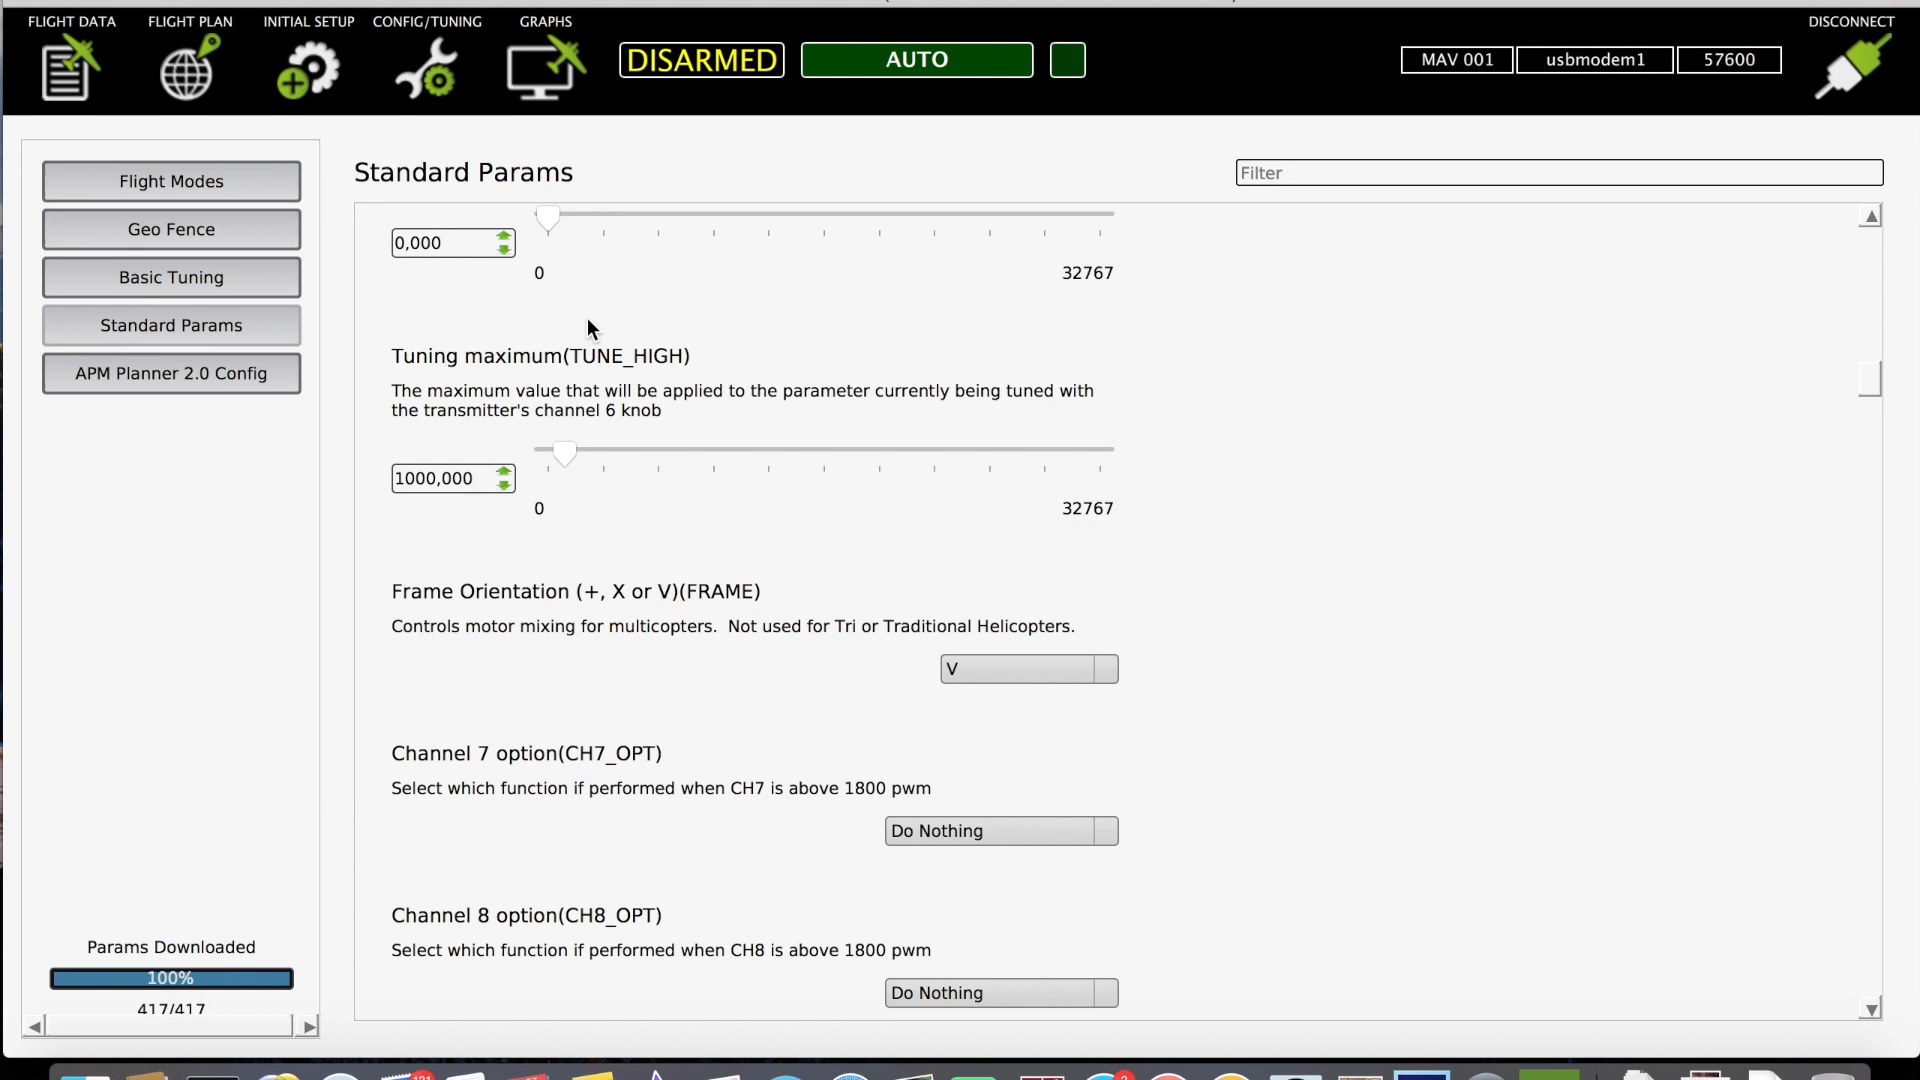 FLIGHT DATA FLIGHT PLAN INITIAL SETUP CONFIG/TUNING GRAPHS DISCONNECT
DISARMED AUTO MAV 001 usbmodem1 57600
Flight Modes
Geo Fence
Basic Tuning
Standard Params
APM Planner 2.0 Config
Params Downloaded
100%
417/417
Standard Params
Filter
0,000
0 32767
Tuning maximum(TUNE_HIGH)
The maximum value that will be applied to the parameter currently being tuned with
the transmitter's channel 6 knob
1000,000
0 32767
Frame Orientation (+, X or V)(FRAME)
Controls motor mixing for multicopters.  Not used for Tri or Traditional Helicopters.
V
Channel 7 option(CH7_OPT)
Select which function if performed when CH7 is above 1800 pwm
Do Nothing
Channel 8 option(CH8_OPT)
Select which function if performed when CH8 is above 1800 pwm
Do Nothing